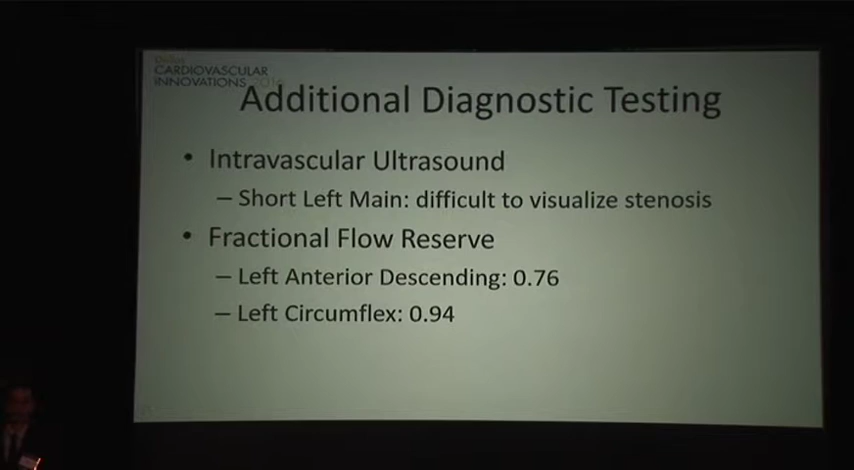 CARDIOVASCULAR
INNOVATIONS
Additional Diagnostic Testing
• Intravascular Ultrasound
– Short Left Main: difficult to visualize stenosis
• Fractional Flow Reserve
– Left Anterior Descending: 0.76
– Left Circumflex: 0.94